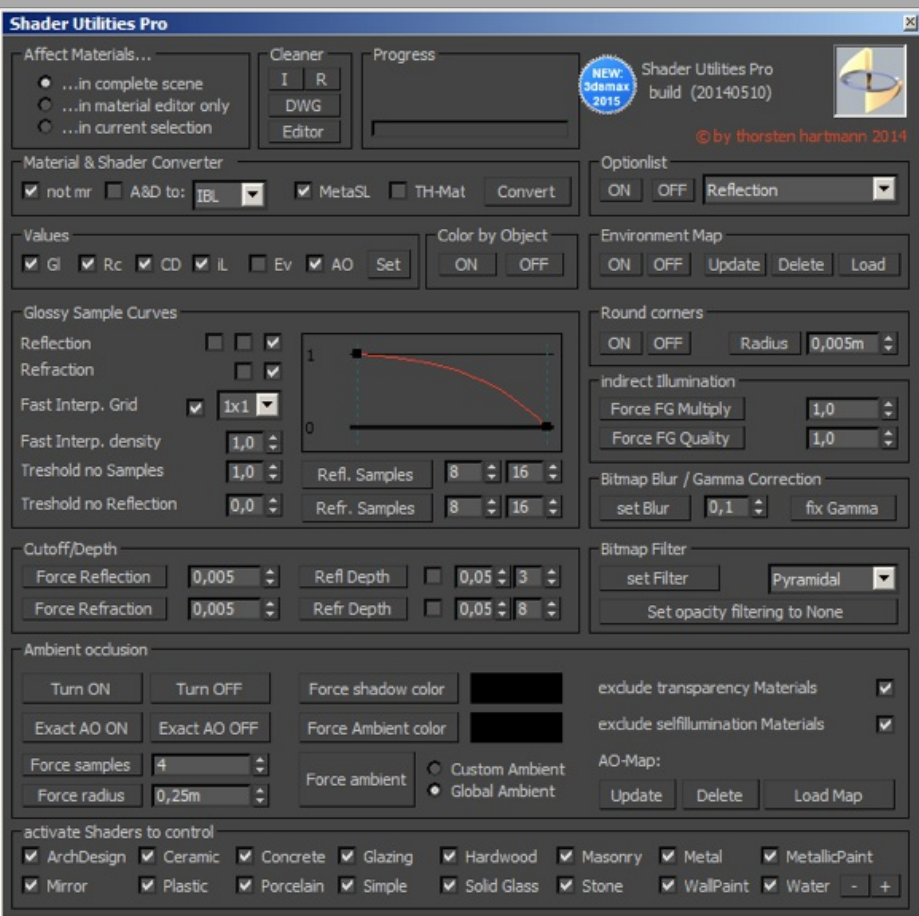 Shader Utilities Pro
Affect Materials...
...in complete scene
...in material editor only
...in current selection
Cleaner
I R
DWG
Editor
Progress
NEW:
3dsmax
2015
Shader Utilities Pro
build (20140510)
© by thorsten hartmann 2014
Material & Shader Converter
not mr A&D to: IBL MetaSL TH-Mat Convert
Optionlist
ON OFF Reflection
Values
Gl Rc CD iL Ev AO Set
Color by Object
ON OFF
Environment Map
ON OFF Update Delete Load
Glossy Sample Curves
Reflection
Refraction
Fast Interp. Grid 1x1
Fast Interp. density 1,0
Treshold no Samples 1,0
Treshold no Reflection 0,0
1
0
Refl. Samples 8 16
Refr. Samples 8 16
Round corners
ON OFF Radius 0,005m
indirect Illumination
Force FG Multiply 1,0
Force FG Quality 1,0
Bitmap Blur / Gamma Correction
set Blur 0,1 fix Gamma
Cutoff/Depth
Force Reflection 0,005 Refl Depth 0,05 3
Force Refraction 0,005 Refr Depth 0,05 8
Bitmap Filter
set Filter Pyramidal
Set opacity filtering to None
Ambient occlusion
Turn ON Turn OFF Force shadow color
Exact AO ON Exact AO OFF Force Ambient color
Force samples 4
Force radius 0,25m
Force ambient
Custom Ambient
Global Ambient
exclude transparency Materials
exclude selfillumination Materials
AO-Map:
Update Delete Load Map
activate Shaders to control
ArchDesign Ceramic Concrete Glazing Hardwood Masonry Metal MetallicPaint
Mirror Plastic Porcelain Simple Solid Glass Stone WallPaint Water - +